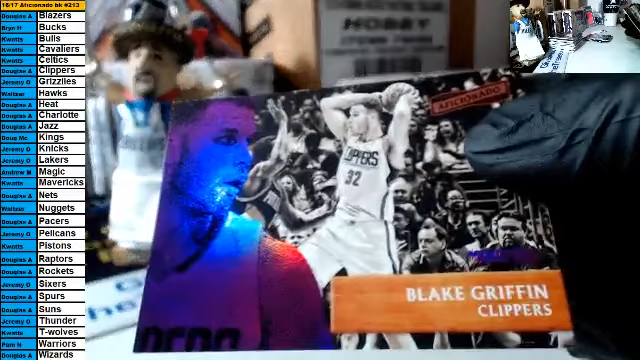 16/17 Aficionado bk #213
Douglas A Blazers
Bryn H Bucks
Kwatts Bulls
Kwatts Cavaliers
Kwatts Celtics
Douglas A Clippers
Jeremy O Grizzlies
Waltzer Hawks
Douglas A Heat
Douglas A Charlotte
Douglas A Jazz
Doug Mc Kings
Jeremy O Knicks
Jeremy O Lakers
Andrew M Magic
Kwatts Mavericks
Douglas A Nets
Waltzer Nuggets
Douglas A Pacers
Jeremy O Pelicans
Kwatts Pistons
Douglas A Raptors
Douglas A Rockets
Jeremy O Sixers
Douglas A Spurs
Douglas A Suns
Jeremy O Thunder
Kwatts T-wolves
Pam N Warriors
Douglas A Wizards
HOBBY
AFICIONADO
CLIPPERS
32
BLAKE GRIFFIN
CLIPPERS